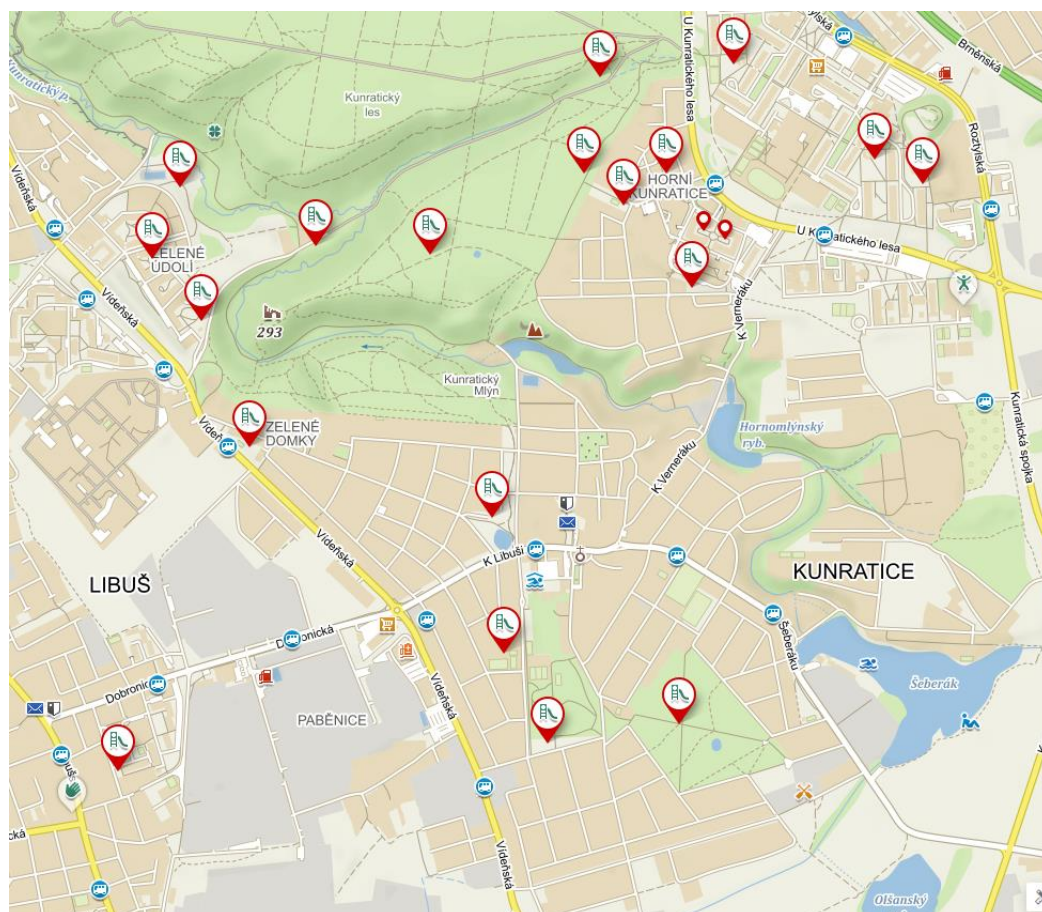 Kunratický p.
Kunratický
les
U Kunratického lesa
Roztylská
Brněnská
Roztylská
Vídeňská
HORNÍ
KUNRATICE
U Kunratického lesa
ZELENÉ
ÚDOLÍ
Vídeňská
293
K Verneráku
Kunratický
Mlýn
Hornomlýnský
ryb.
Kunratická spojka
ZELENÉ
DOMKY
Vídeňská
K Verneráku
Vídeňská
K Libuši
LIBUŠ
KUNRATICE
Dobronická
K Šeberáku
Dobronická
Šeberák
PABĚNICE
Vídeňská
Vídeňská
Olšanský